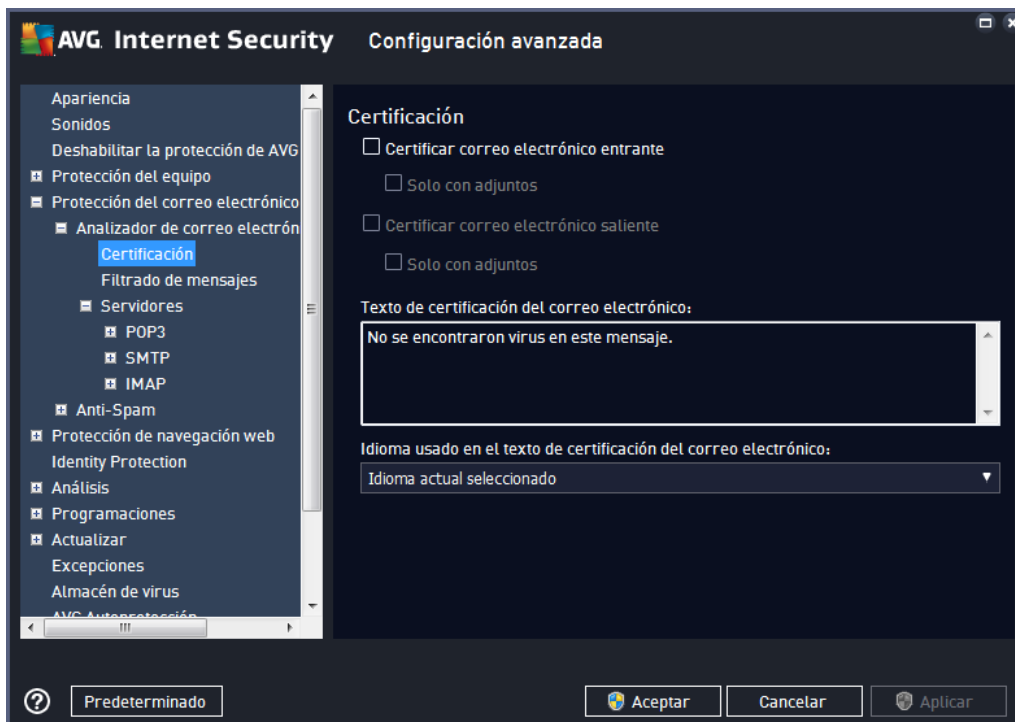 AVG. Internet Security Configuración avanzada
Apariencia
Sonidos
Deshabilitar la protección de AVG
Protección del equipo
Protección del correo electrónico
Analizador de correo electrón
Certificación
Filtrado de mensajes
Servidores
POP3
SMTP
IMAP
Anti-Spam
Protección de navegación web
Identity Protection
Análisis
Programaciones
Actualizar
Excepciones
Almacén de virus
AVG Autoprotección
Certificación
Certificar correo electrónico entrante
Solo con adjuntos
Certificar correo electrónico saliente
Solo con adjuntos
Texto de certificación del correo electrónico:
No se encontraron virus en este mensaje.
Idioma usado en el texto de certificación del correo electrónico:
Idioma actual seleccionado
Predeterminado
Aceptar
Cancelar
Aplicar